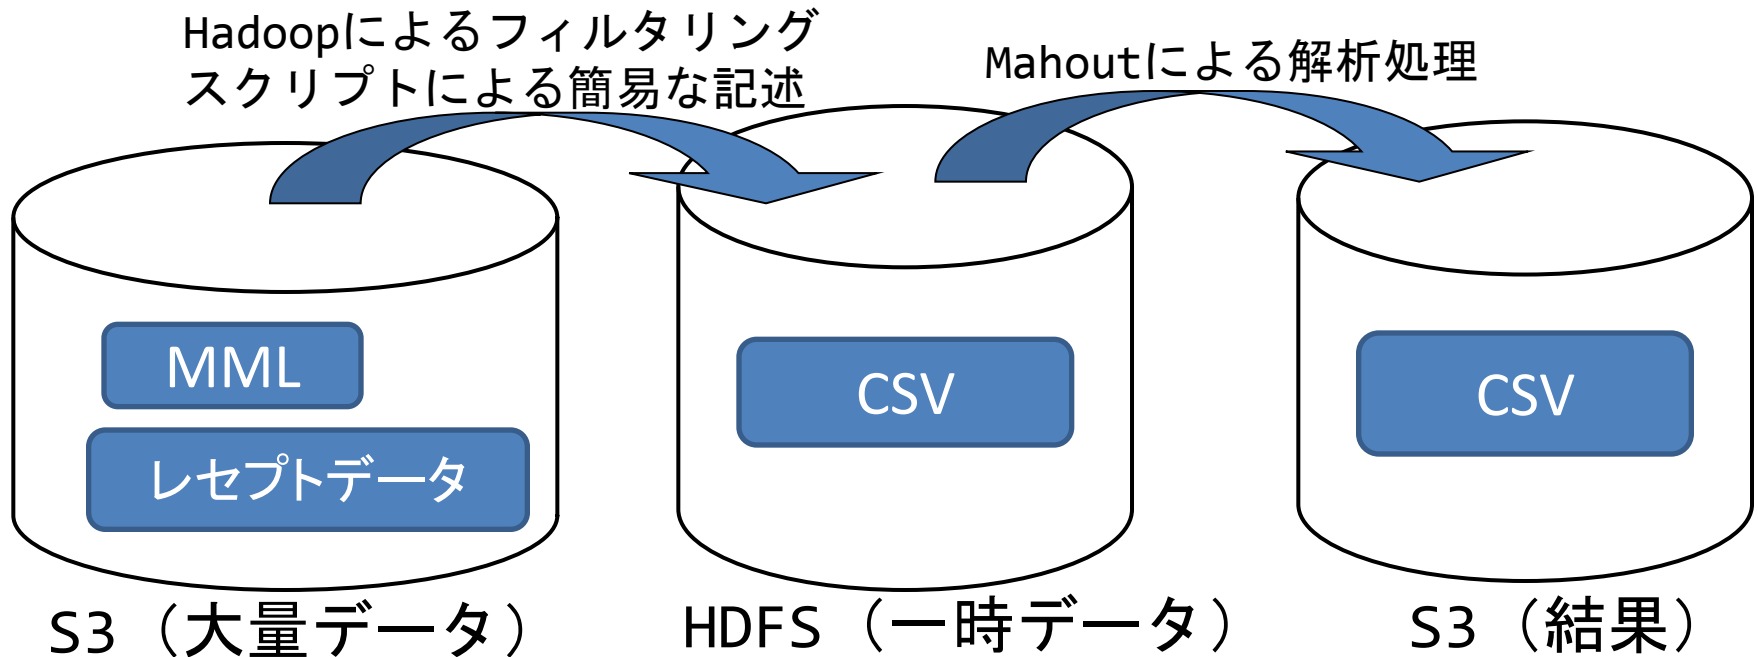 Hadoopによるフィルタリング
スクリプトによる簡易な記述
Mahoutによる解析処理
MML
レセプトデータ
CSV
CSV
S3（大量データ）
HDFS（一時データ）
S3（結果）